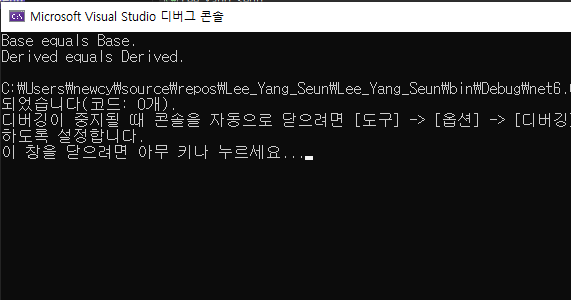 Microsoft Visual Studio 디버그 콘솔
Base equals Base.
Derived equals Derived.
C:₩Users₩newcy₩source₩repos₩Lee_Yang_Seun₩Lee_Yang_Seun₩bin₩Debug₩net6.
되었습니다(코드: 0개).
디버깅이 중지될 때 콘솔을 자동으로 닫으려면 [도구] -> [옵션] -> [디버깅]
하도록 설정합니다.
이 창을 닫으려면 아무 키나 누르세요...